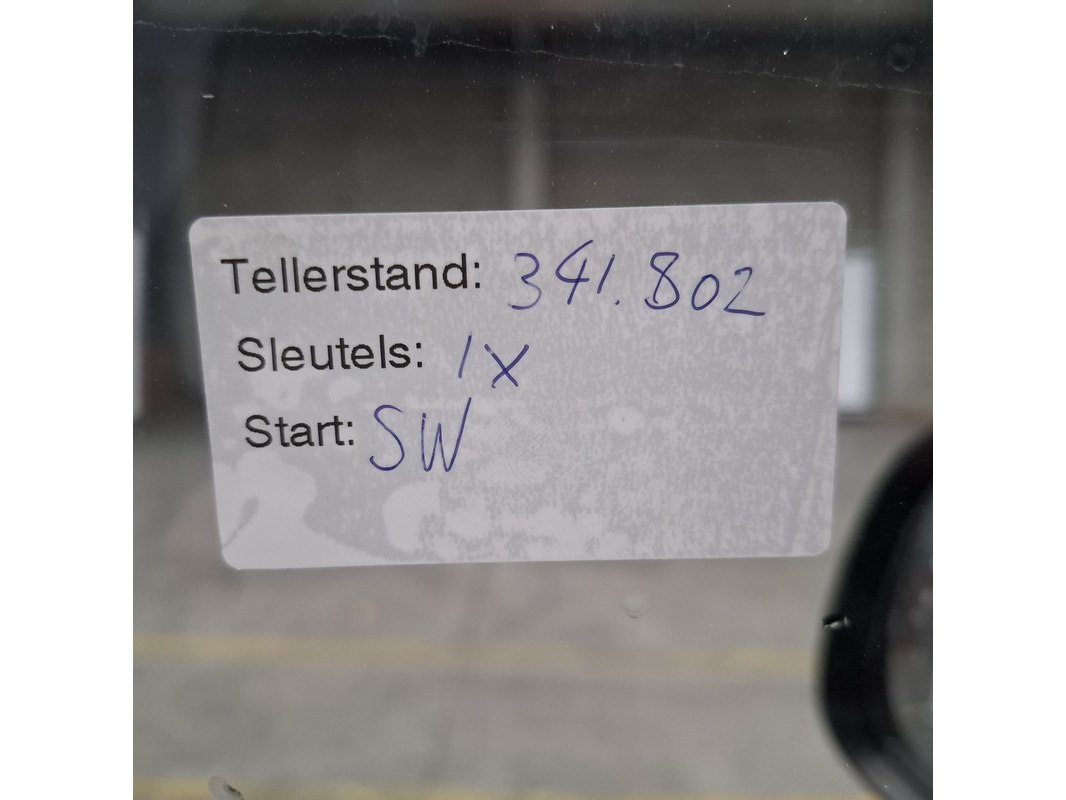 Tellerstand: 341.802
Sleutels: 1x
Start: SW